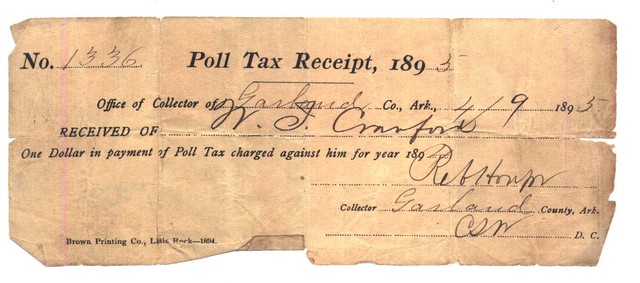 No. 1336 Poll Tax Receipt, 1895
Office of Collector of Garland Co., Ark., 4/9 1895
RECEIVED OF W. J. Crawford
One Dollar in payment of Poll Tax charged against him for year 189
Collector Garland County, Ark.
CSW D. C.
Brown Printing Co., Little Rock—1894.